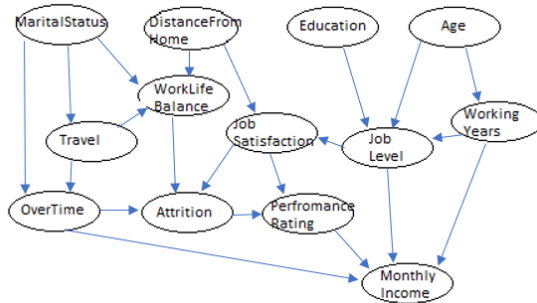 MaritalStatus
DistanceFrom
Home
Education
Age
WorkLife
Balance
Travel
Job
Satisfaction
Job
Level
Working
Years
OverTime
Attrition
Perfromance
Rating
Monthly
Income